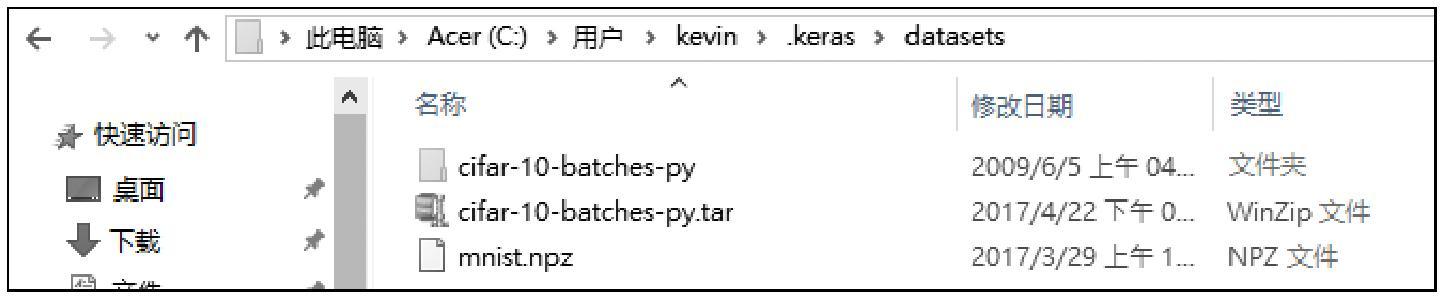 此电脑 > Acer (C:) > 用户 > kevin > .keras > datasets
名称 修改日期 类型
快速访问
cifar-10-batches-py 2009/6/5 上午 04... 文件夹
桌面
cifar-10-batches-py.tar 2017/4/22 下午 0... WinZip 文件
下载
mnist.npz 2017/3/29 上午 1... NPZ 文件